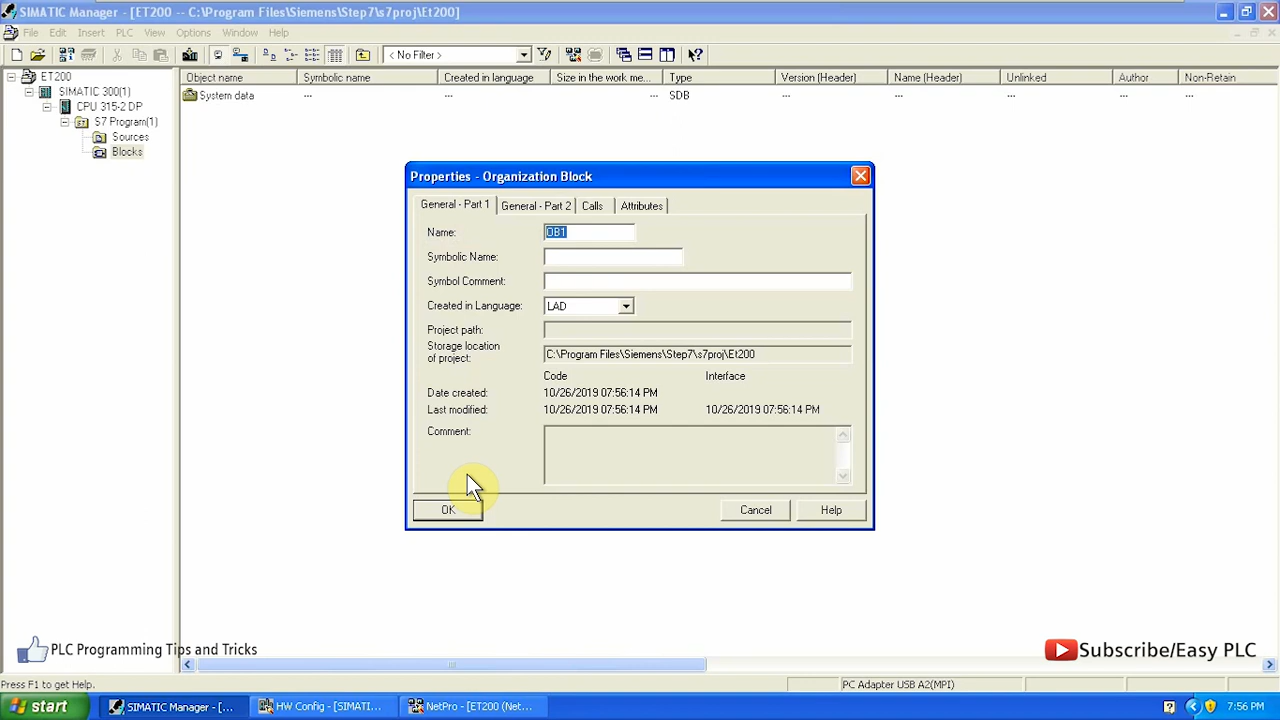 SIMATIC Manager - [ET200 -- C:\Program Files\Siemens\Step7\s7proj\Et200]
File Edit Insert PLC View Options Window Help
< No Filter >
ET200
SIMATIC 300(1)
CPU 315-2 DP
S7 Program(1)
Sources
Blocks
Object name Symbolic name Created in language Size in the work me... Type Version (Header) Name (Header) Unlinked Author Non-Retain
System data --- --- --- SDB --- --- --- --- ---
Properties - Organization Block
General - Part 1 General - Part 2 Calls Attributes
Name: OB1
Symbolic Name:
Symbol Comment:
Created in Language: LAD
Project path:
Storage location
of project: C:\Program Files\Siemens\Step7\s7proj\Et200
Code Interface
Date created: 10/26/2019 07:56:14 PM
Last modified: 10/26/2019 07:56:14 PM 10/26/2019 07:56:14 PM
Comment:
OK Cancel Help
PLC Programming Tips and Tricks
Subscribe/Easy PLC
Press F1 to get Help. PC Adapter USB A2(MPI)
start SIMATIC Manager - [... HW Config - [SIMATI... NetPro - [ET200 (Net... 7:56 PM